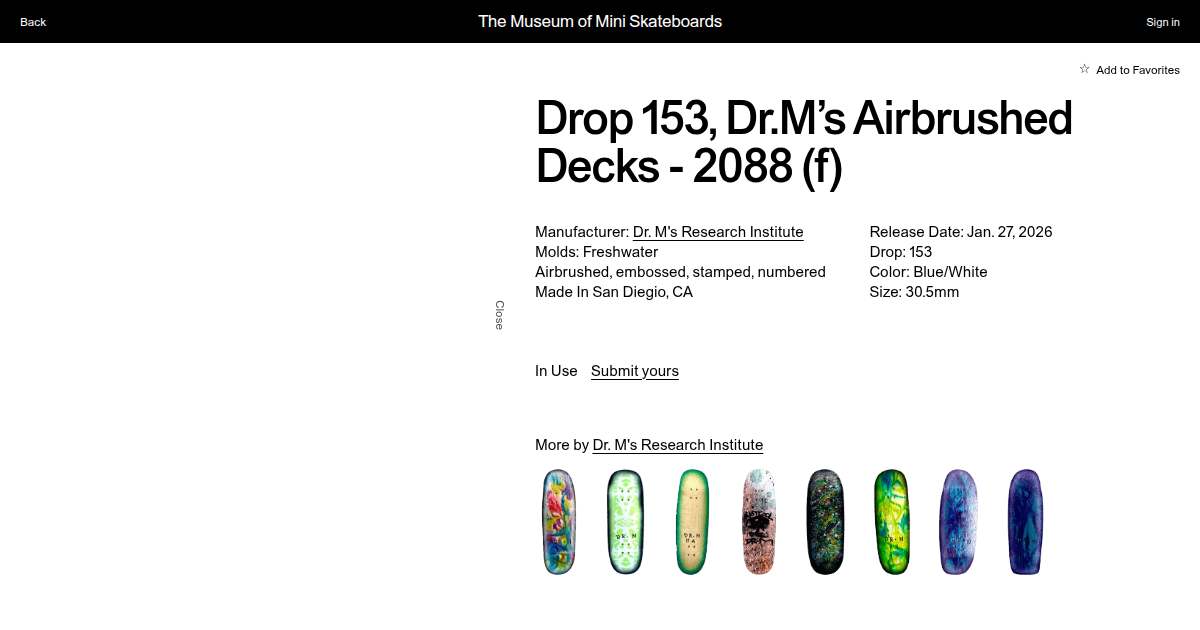 Back
The Museum of Mini Skateboards
Sign in
☆ Add to Favorites
Drop 153, Dr.M’s Airbrushed
Decks - 2088 (f)
Manufacturer: Dr. M's Research Institute
Molds: Freshwater
Airbrushed, embossed, stamped, numbered
Made In San Diegio, CA
Release Date: Jan. 27, 2026
Drop: 153
Color: Blue/White
Size: 30.5mm
Close
In Use Submit yours
More by Dr. M's Research Institute